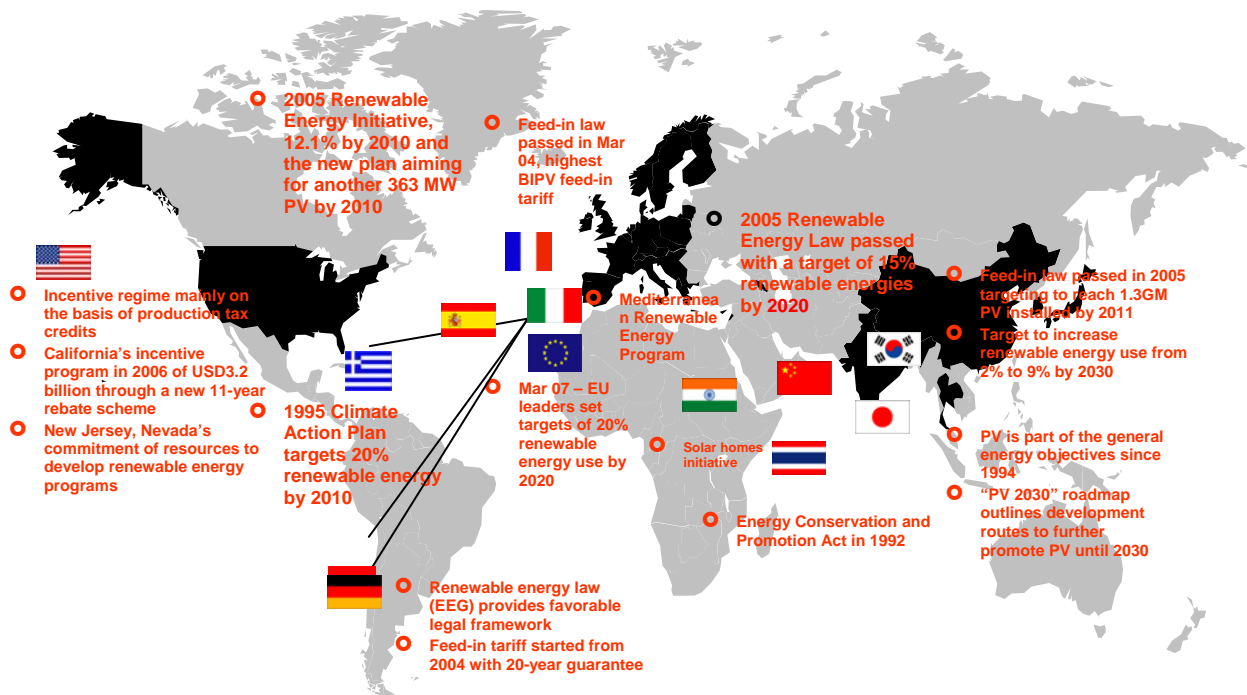 2005 Renewable
Energy Initiative,
12.1% by 2010 and
the new plan aiming
for another 363 MW
PV by 2010
Feed-in law
passed in Mar
04, highest
BIPV feed-in
tariff
2005 Renewable
Energy Law passed
with a target of 15%
renewable energies
by 2020
Feed-in law passed in 2005
targeting to reach 1.3GM
PV installed by 2011
Target to increase
renewable energy use from
2% to 9% by 2030
Incentive regime mainly on
the basis of production tax
credits
California's incentive
program in 2006 of USD3.2
billion through a new 11-year
rebate scheme
New Jersey, Nevada's
commitment of resources to
develop renewable energy
programs
Mediterranea
n Renewable
Energy
Program
1995 Climate
Action Plan
targets 20%
renewable energy
by 2010
Mar 07 – EU
leaders set
targets of 20%
renewable
energy use by
2020
Solar homes
initiative
PV is part of the general
energy objectives since
1994
"PV 2030" roadmap
outlines development
routes to further
promote PV until 2030
Energy Conservation and
Promotion Act in 1992
Renewable energy law
(EEG) provides favorable
legal framework
Feed-in tariff started from
2004 with 20-year guarantee